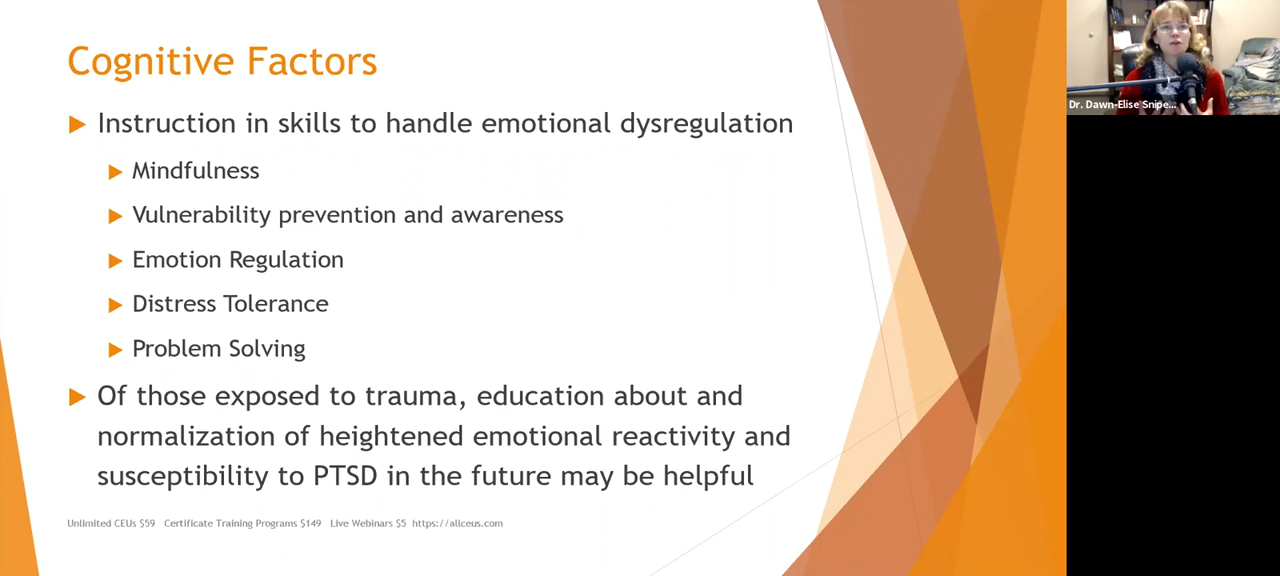 Cognitive Factors
Instruction in skills to handle emotional dysregulation
Mindfulness
Vulnerability prevention and awareness
Emotion Regulation
Distress Tolerance
Problem Solving
Of those exposed to trauma, education about and
normalization of heightened emotional reactivity and
susceptibility to PTSD in the future may be helpful
Unlimited CEUs $59 Certificate Training Programs $149 Live Webinars $5 https://allceus.com
Dr. Dawn-Elise Snipe...